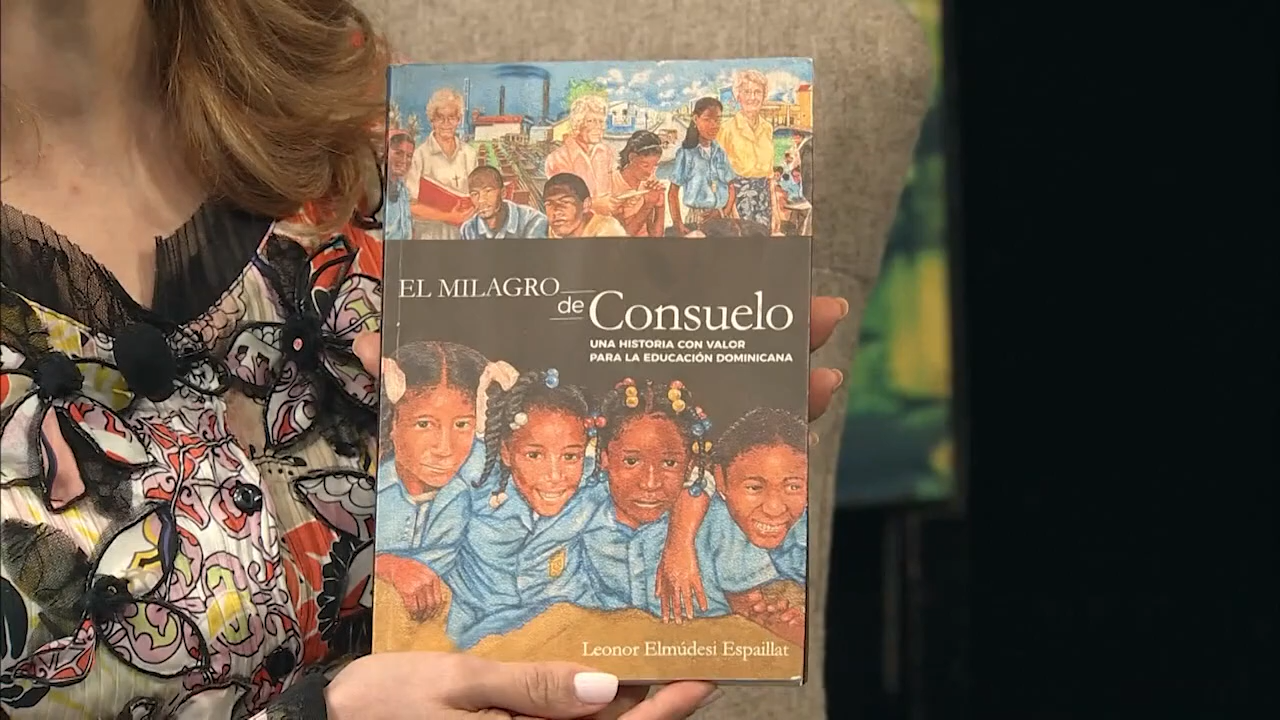 EL MILAGRO
de Consuelo
UNA HISTORIA CON VALOR
PARA LA EDUCACIÓN DOMINICANA
Leonor Elmúdesi Espaillat